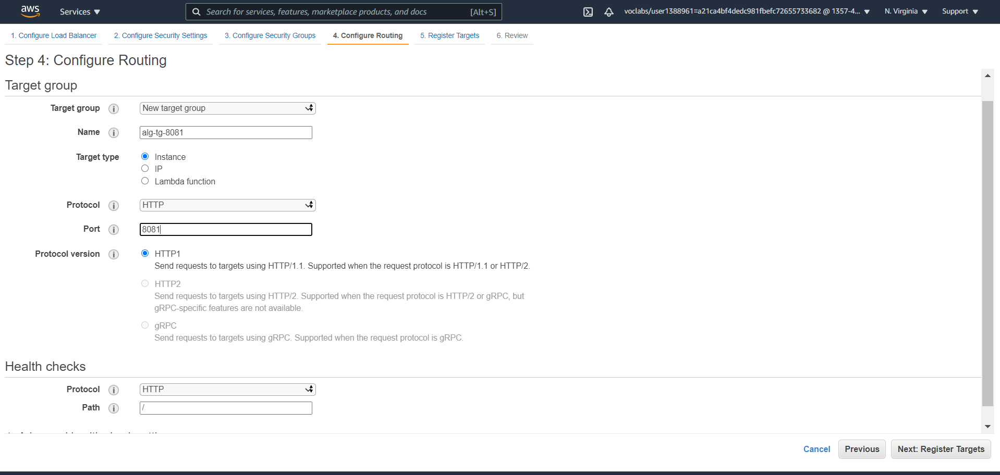 aws Services Search for services, features, marketplace products, and docs [Alt+S] voclabs/user1388961=a21ca4bf4dedc981fbefc72655733682 @ 1357-4... N. Virginia Support
1. Configure Load Balancer 2. Configure Security Settings 3. Configure Security Groups 4. Configure Routing 5. Register Targets 6. Review
Step 4: Configure Routing
Target group
Target group i New target group
Name i alg-tg-8081
Target type Instance
IP
Lambda function
Protocol i HTTP
Port i 8081
Protocol version i HTTP1
Send requests to targets using HTTP/1.1. Supported when the request protocol is HTTP/1.1 or HTTP/2.
HTTP2
Send requests to targets using HTTP/2. Supported when the request protocol is HTTP/2 or gRPC, but
gRPC-specific features are not available.
gRPC
Send requests to targets using gRPC. Supported when the request protocol is gRPC.
Health checks
Protocol i HTTP
Path i /
Cancel Previous Next: Register Targets